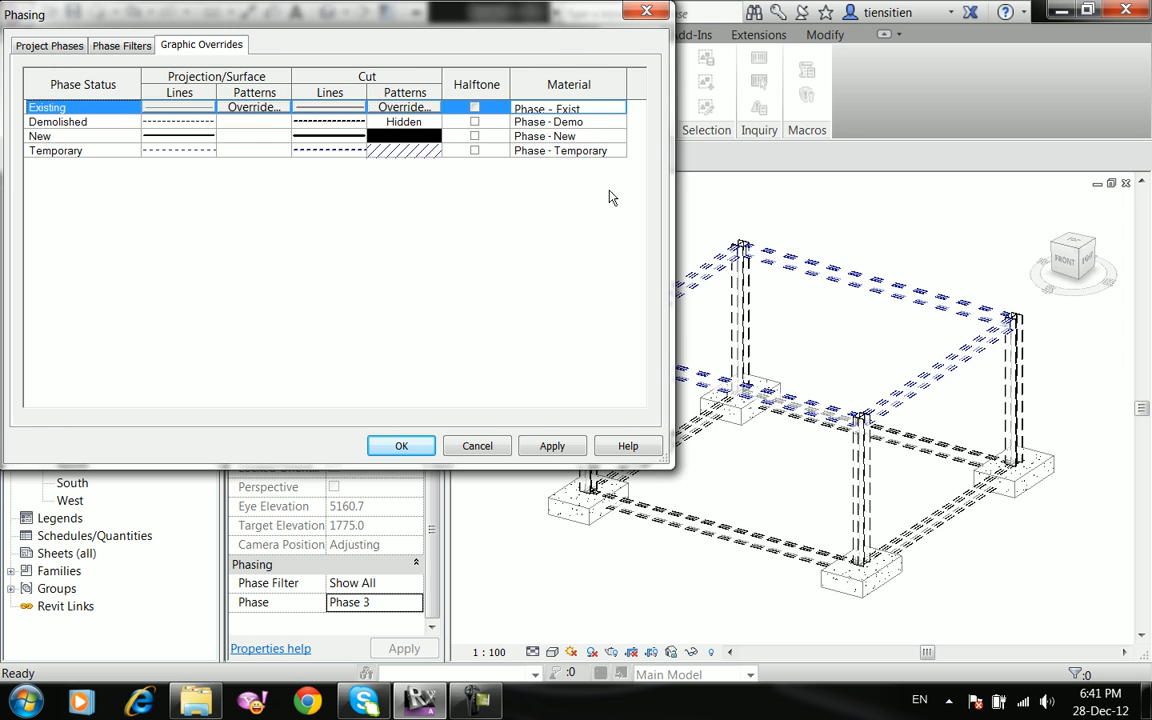 Phasing
tiensitien
Add-Ins
Extensions
Modify
Project Phases
Phase Filters
Graphic Overrides
Phase Status
Projection/Surface
Cut
Halftone
Material
Lines
Patterns
Lines
Patterns
Existing
Override...
Override...
Phase - Exist
Demolished
Hidden
Phase - Demo
New
Phase - New
Temporary
Phase - Temporary
Selection
Inquiry
Macros
TOP
FRONT
OK
Cancel
Apply
Help
South
West
Legends
Schedules/Quantities
Sheets (all)
Families
Groups
Revit Links
Perspective
Eye Elevation
5160.7
Target Elevation
1775.0
Camera Position
Adjusting
Phasing
Phase Filter
Show All
Phase
Phase 3
Properties help
Apply
1 : 100
Ready
:0
Main Model
:0
EN
6:41 PM
28-Dec-12